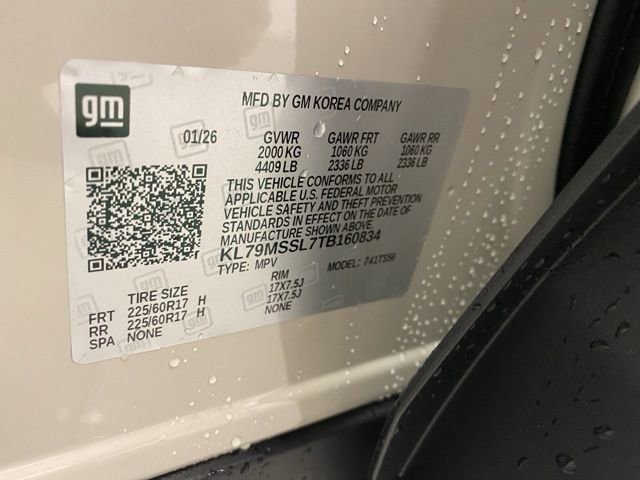 gm
MFD BY GM KOREA COMPANY
01/26 GVWR GAWR FRT GAWR RR
2000 KG 1060 KG 1060 KG
4409 LB 2336 LB 2336 LB
THIS VEHICLE CONFORMS TO ALL
APPLICABLE U.S. FEDERAL MOTOR
VEHICLE SAFETY AND THEFT PREVENTION
STANDARDS IN EFFECT ON THE DATE OF
MANUFACTURE SHOWN ABOVE.
KL79MSSL7TB160834
TYPE: MPV MODEL: 741TS56
TIRE SIZE RIM
FRT 225/60R17 H 17X7.5J
RR 225/60R17 H 17X7.5J
SPA NONE NONE